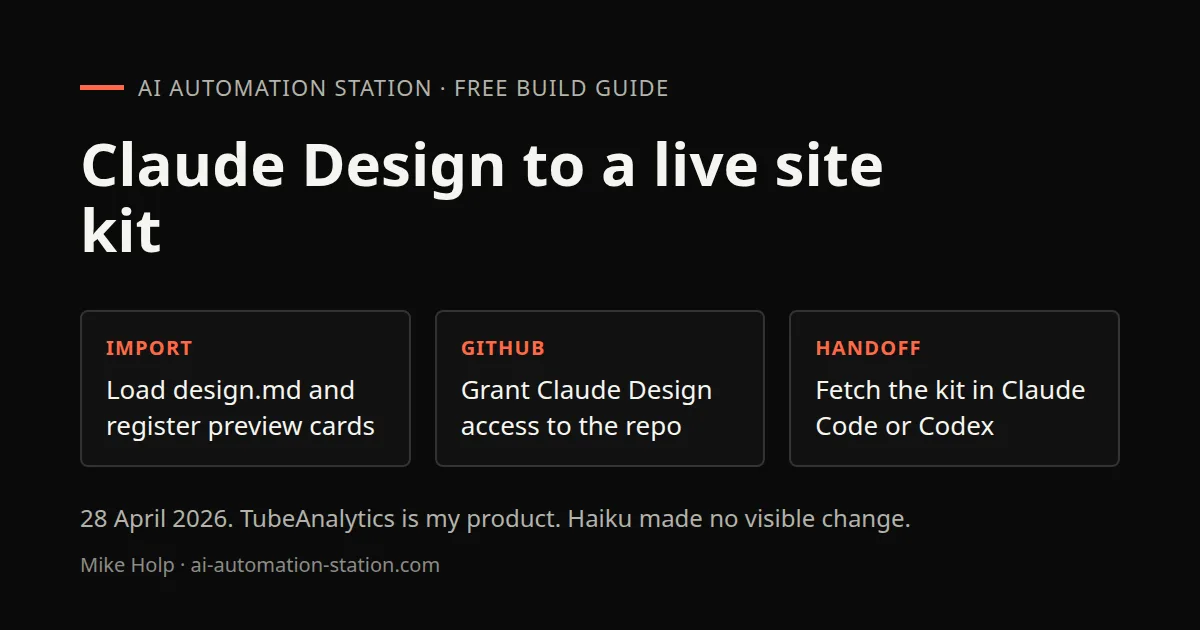 AI AUTOMATION STATION · FREE BUILD GUIDE
Claude Design to a live site
kit
IMPORT
Load design.md and
register preview cards
GITHUB
Grant Claude Design
access to the repo
HANDOFF
Fetch the kit in Claude
Code or Codex
28 April 2026. TubeAnalytics is my product. Haiku made no visible change.
Mike Holp · ai-automation-station.com